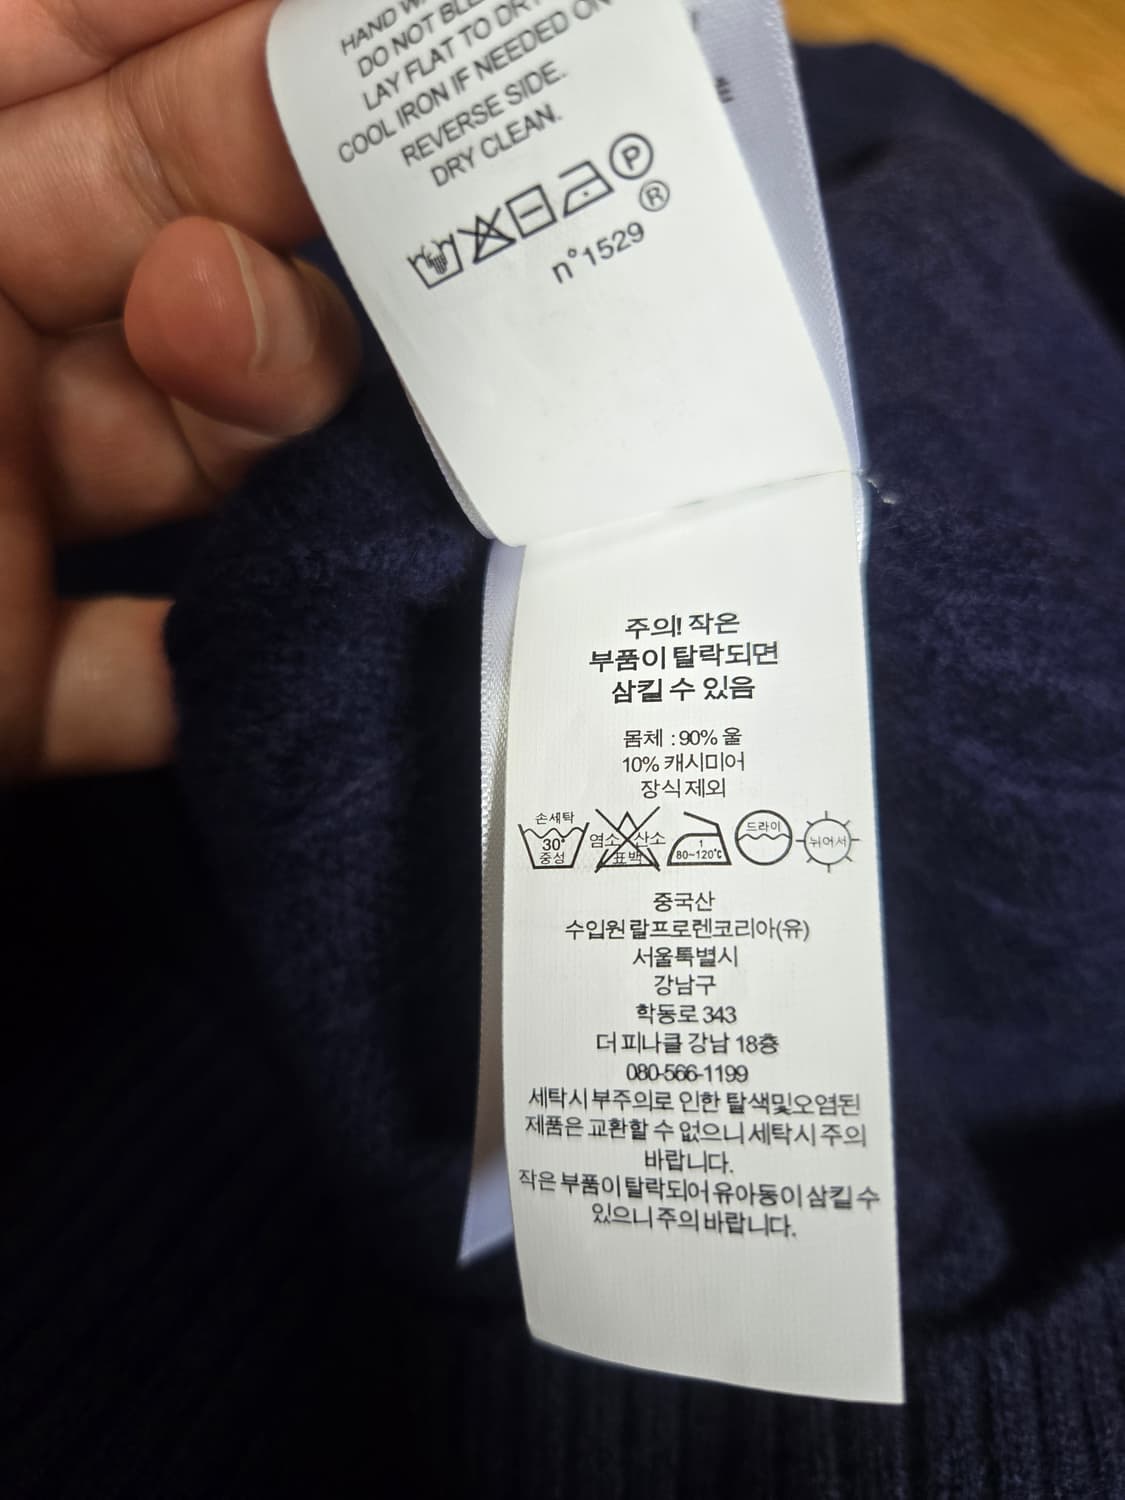 HAND
DO NOT
LAY FLAT TO DRY
COOL IRON IF NEEDED ON
REVERSE SIDE.
DRY CLEAN.
P
R
n°1529
주의! 작은
부품이 탈락되면
삼킬 수 있음
몸체 : 90% 울
10% 캐시미어
장식 제외
손세탁
30°
중성
염소 산소
표백
1
80~120℃
드라이
뉘어서
중국산
수입원 랄프로렌코리아(유)
서울특별시
강남구
학동로 343
더 피나클 강남 18층
080-566-1199
세탁시 부주의로 인한 탈색및오염된
제품은 교환할 수 없으니 세탁시 주의
바랍니다.
작은 부품이 탈락되어 유아동이 삼킬 수
있으니 주의 바랍니다.